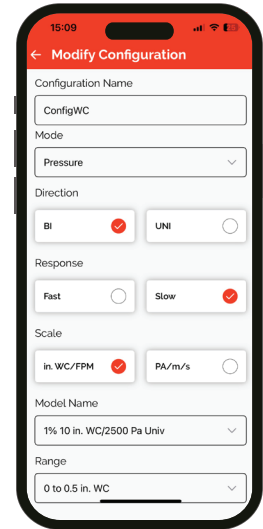 15:09
← Modify Configuration
Configuration Name
ConfigWC
Mode
Pressure
Direction
BI UNI
Response
Fast Slow
Scale
in. WC/FPM PA/m/s
Model Name
1% 10 in. WC/2500 Pa Univ
Range
0 to 0.5 in. WC